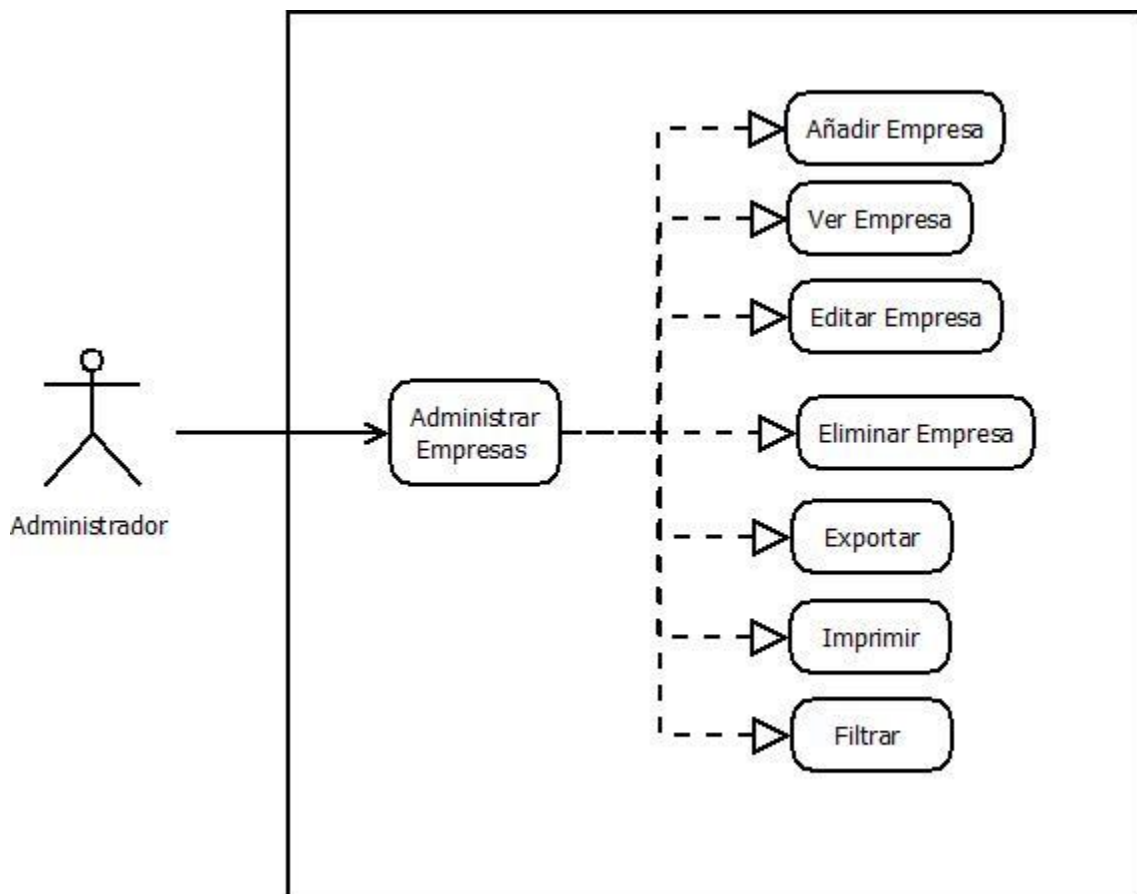 Añadir Empresa
Ver Empresa
Editar Empresa
Administrar
Empresas
Eliminar Empresa
Administrador
Exportar
Imprimir
Filtrar